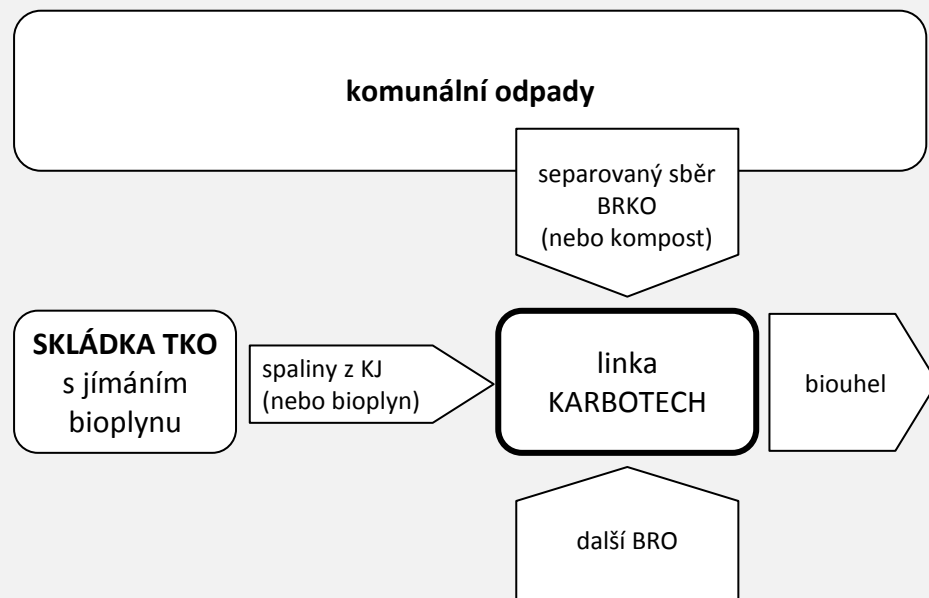 komunální odpady
separovaný sběr
BRKO
(nebo kompost)
SKLÁDKA TKO
s jímáním
bioplynu
spaliny z KJ
(nebo bioplyn)
linka
KARBOTECH
biouhel
další BRO